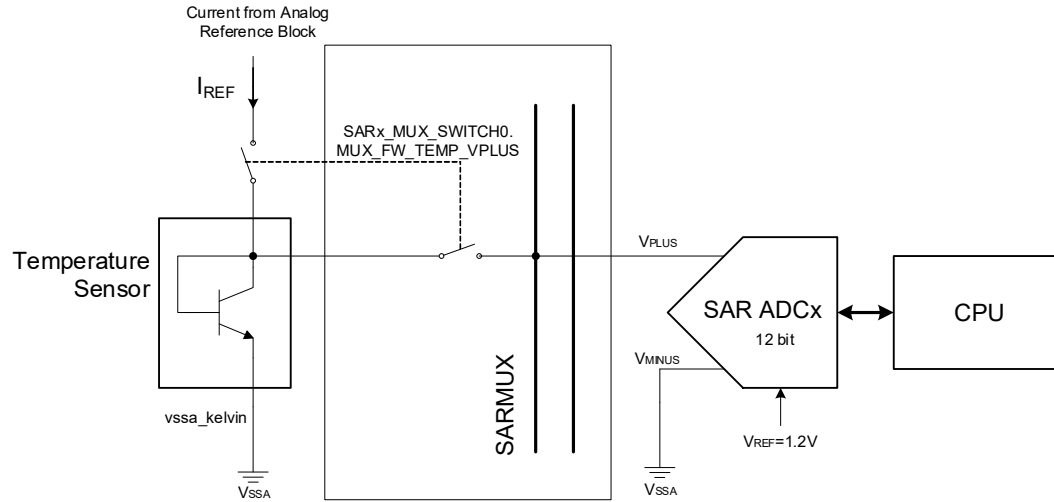 Current from Analog
Reference Block
IREF
SARx_MUX_SWITCH0.
MUX_FW_TEMP_VPLUS
Temperature
Sensor
VPLUS
SAR ADCx
12 bit
CPU
VMINUS
SARMUX
vssa_kelvin
VREF=1.2V
VSSA
VSSA